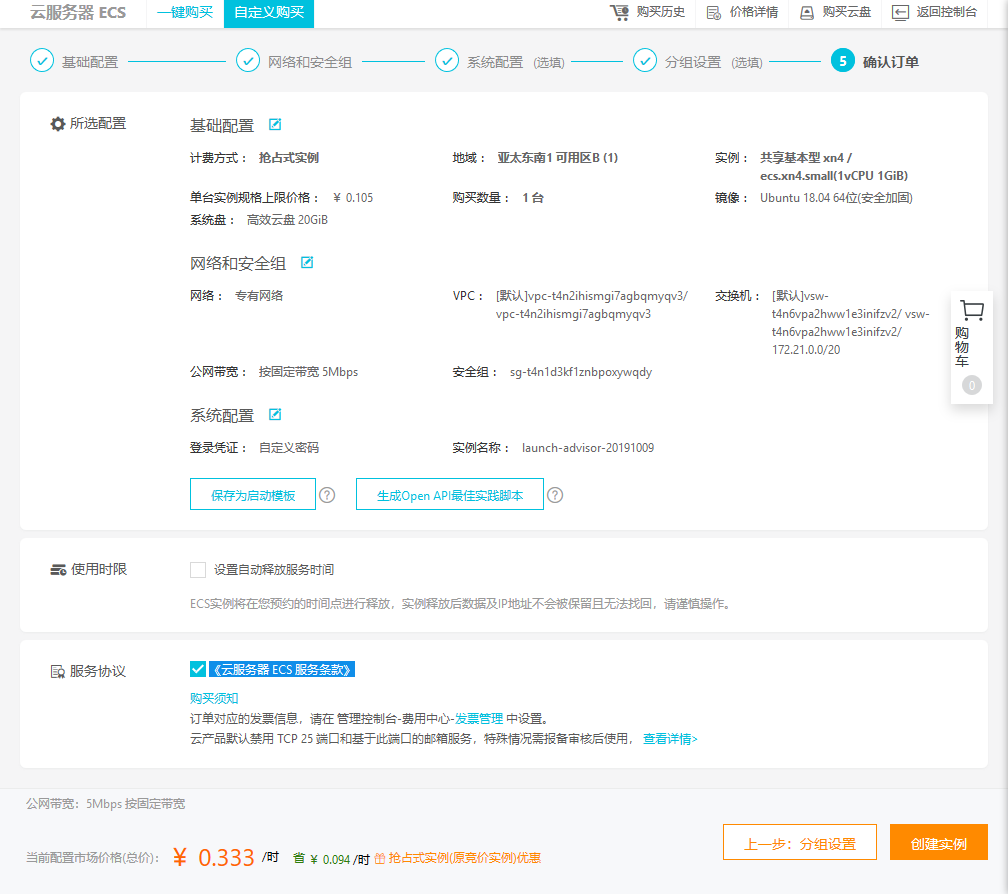 云服务器 ECS 一键购买 自定义购买 购买历史 价格详情 购买云盘 返回控制台
基础配置 网络和安全组 系统配置 (选填) 分组设置 (选填) 5 确认订单
所选配置
基础配置
计费方式： 抢占式实例 地域： 亚太东南1 可用区B (1) 实例： 共享基本型 xn4 /
ecs.xn4.small(1vCPU 1GiB)
单台实例规格上限价格： ￥ 0.105 购买数量： 1 台 镜像： Ubuntu 18.04 64位(安全加固)
系统盘： 高效云盘 20GiB
网络和安全组
网络： 专有网络 VPC： [默认]vpc-t4n2ihismgi7agbqmyqv3/ 交换机： [默认]vsw-
vpc-t4n2ihismgi7agbqmyqv3 t4n6vpa2hww1e3inifzv2/ vsw-
t4n6vpa2hww1e3inifzv2/
172.21.0.0/20
购物车
0
公网带宽： 按固定带宽 5Mbps 安全组： sg-t4n1d3kf1znbpoxywqdy
系统配置
登录凭证： 自定义密码 实例名称： launch-advisor-20191009
保存为启动模板 ? 生成Open API最佳实践脚本 ?
使用时限 设置自动释放服务时间
ECS实例将在您预约的时间点进行释放，实例释放后数据及IP地址不会被保留且无法找回，请谨慎操作。
服务协议 《云服务器 ECS 服务条款》
购买须知
订单对应的发票信息，请在 管理控制台-费用中心-发票管理 中设置。
云产品默认禁用 TCP 25 端口和基于此端口的邮箱服务，特殊情况需报备审核后使用， 查看详情>
公网带宽：5Mbps 按固定带宽
当前配置市场价格(总价)： ￥ 0.333 /时 省 ￥ 0.094 /时 抢占式实例(原竞价实例)优惠 上一步：分组设置 创建实例